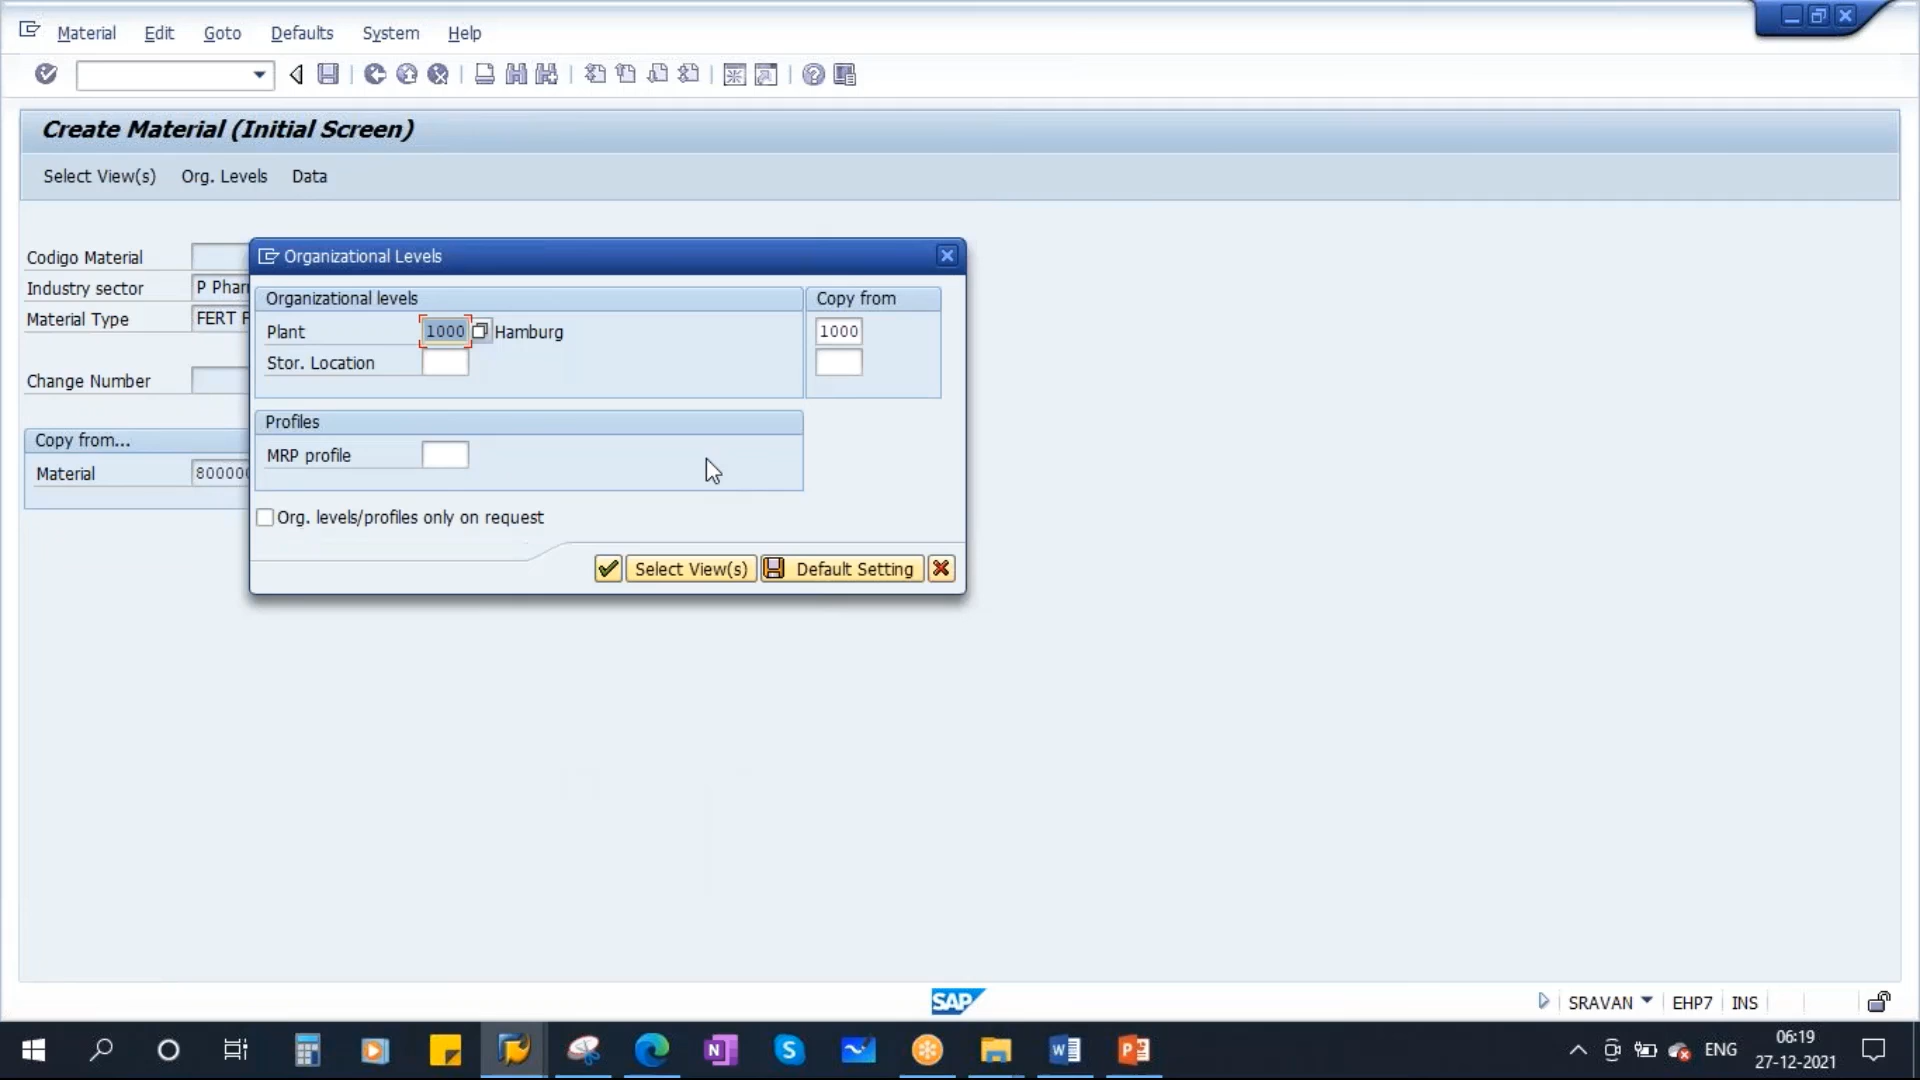 Material Edit Goto Defaults System Help
Create Material (Initial Screen)
Select View(s) Org. Levels Data
Codigo Material
Industry sector P Phar
Material Type FERT F
Change Number
Copy from...
Material 80000
Organizational Levels
Organizational levels Copy from
Plant 1000 Hamburg 1000
Stor. Location
Profiles
MRP profile
Org. levels/profiles only on request
Select View(s) Default Setting
SAP
SRAVAN EHP7 INS
ENG
06:19
27-12-2021